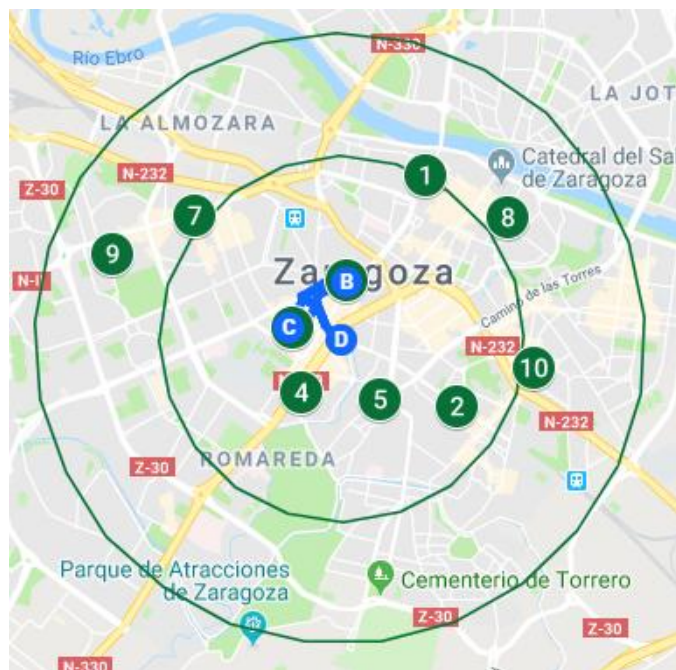 N-330
Río Ebro
LA JOT
LA ALMOZARA
Catedral del Sa
de Zaragoza
N-232
Z-30
1
7
8
9
Zaragoza
N-IV
B
Camino de las Torres
C
D
N-232
10
4
5
2
N-232
ROMAREDA
Z-30
Parque de Atracciones
de Zaragoza
Cementerio de Torrero
Z-30
Z-30
N-330